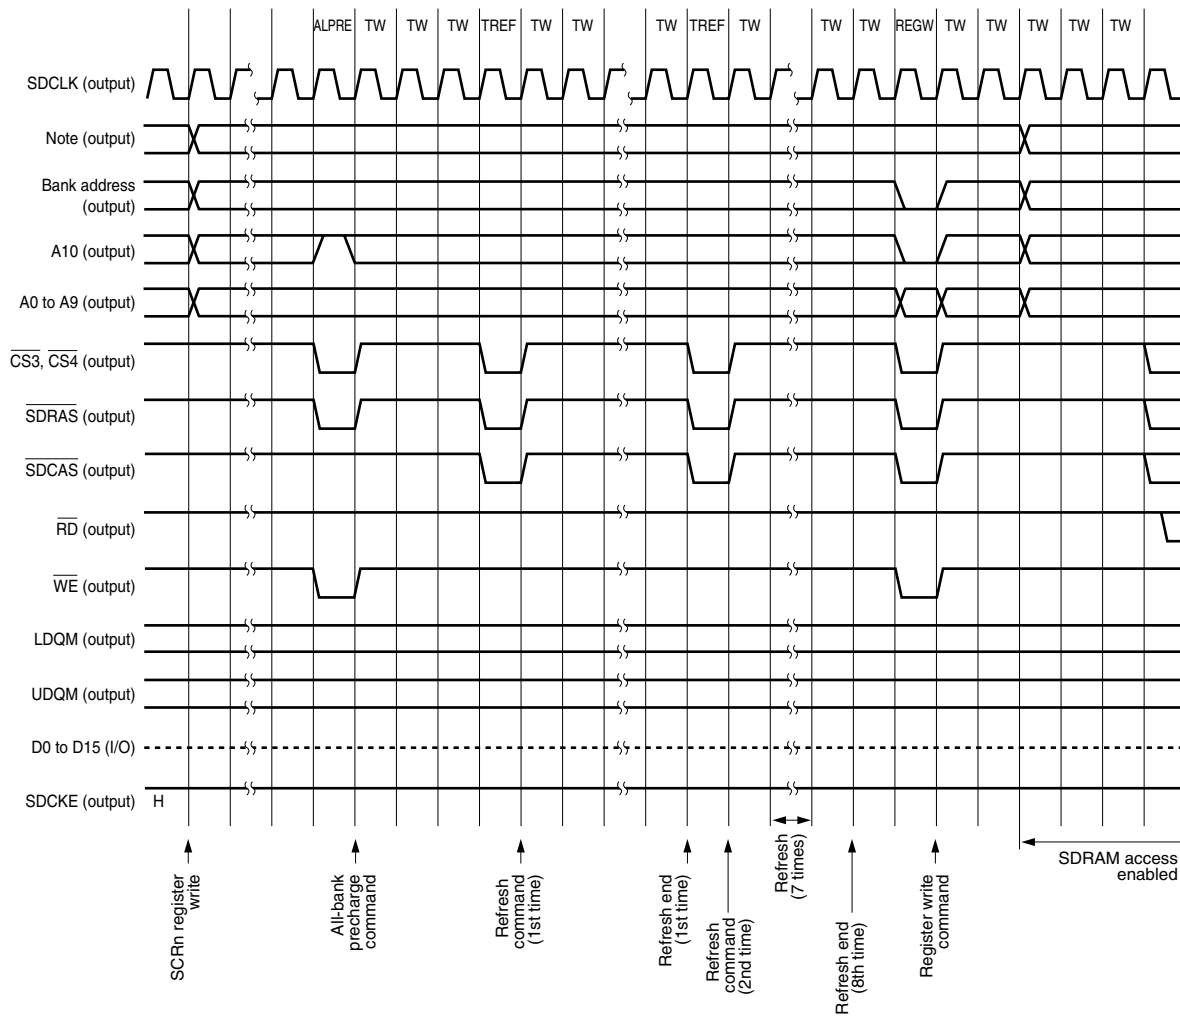 ALPRE TW TW TW TREF TW TW TW TREF TW TW TW REGW TW TW TW TW TW
SDCLK (output)
Note (output)
Bank address
(output)
A10 (output)
A0 to A9 (output)
CS3, CS4 (output)
SDRAS (output)
SDCAS (output)
RD (output)
WE (output)
LDQM (output)
UDQM (output)
D0 to D15 (I/O)
SDCKE (output)
H
SCRn register
write
All-bank
precharge
command
Refresh
command
(1st time)
Refresh end
(1st time)
Refresh
command
(2nd time)
Refresh
(7 times)
Refresh end
(8th time)
Register write
command
SDRAM access
enabled